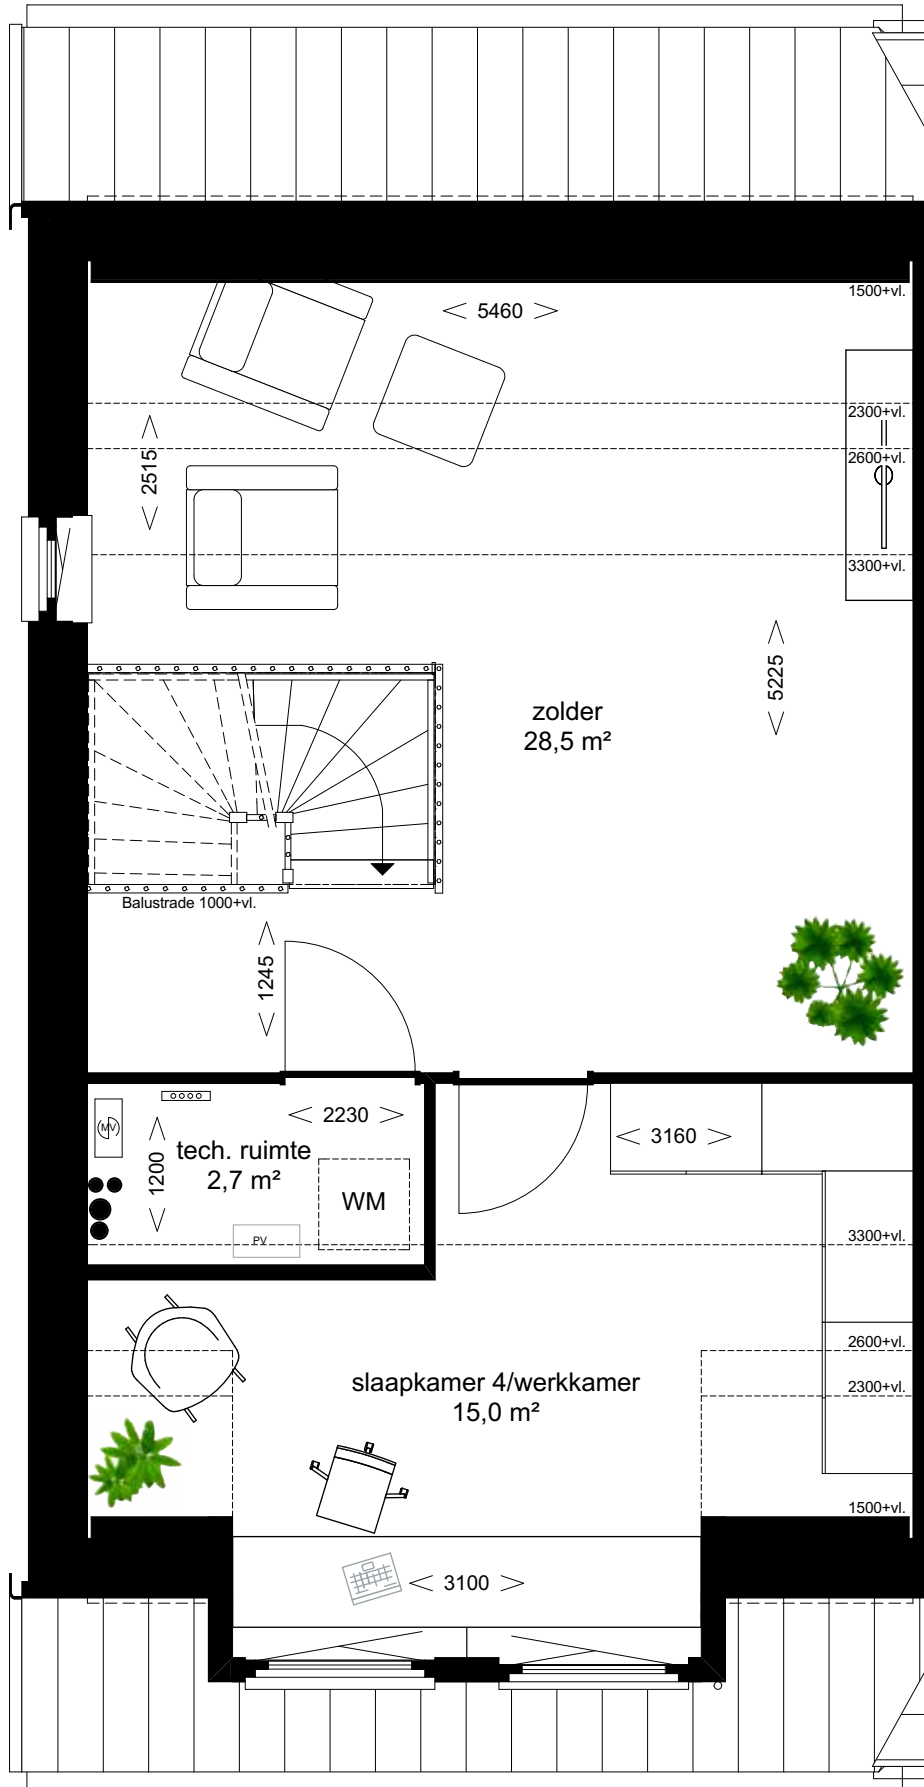 1500+vl.
5460
2300+vl.
2515
2600+vl.
3300+vl.
5225
zolder
28,5 m²
Balustrade 1000+vl.
1245
MV
2230
3160
tech. ruimte
2,7 m²
1200
WM
PV
3300+vl.
2600+vl.
slaapkamer 4/werkkamer
15,0 m²
2300+vl.
1500+vl.
3100